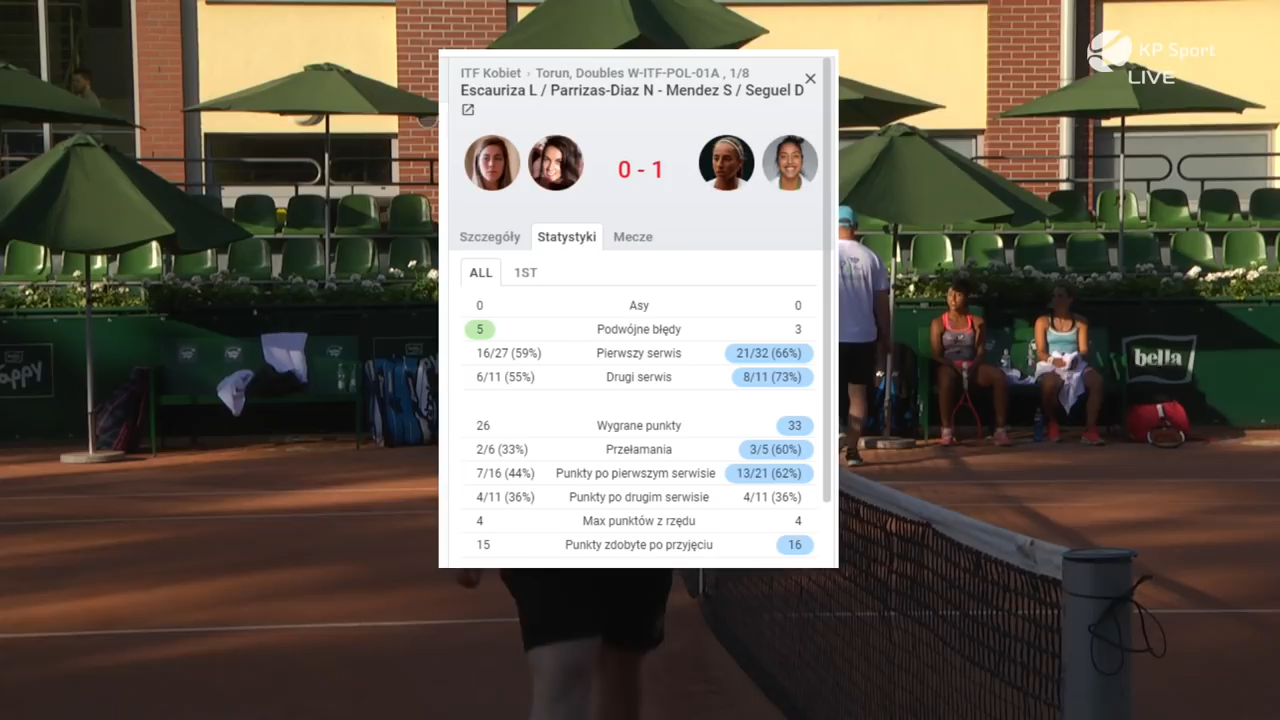 KP Sport
LIVE
ITF Kobiet › Torun, Doubles W-ITF-POL-01A , 1/8
Escauriza L / Parrizas-Diaz N - Mendez S / Seguel D
0 - 1
Szczegóły Statystyki Mecze
ALL 1ST
0 Asy 0
5 Podwójne błędy 3
16/27 (59%) Pierwszy serwis 21/32 (66%)
6/11 (55%) Drugi serwis 8/11 (73%)
26 Wygrane punkty 33
2/6 (33%) Przełamania 3/5 (60%)
7/16 (44%) Punkty po pierwszym serwisie 13/21 (62%)
4/11 (36%) Punkty po drugim serwisie 4/11 (36%)
4 Max punktów z rzędu 4
15 Punkty zdobyte po przyjęciu 16
bella